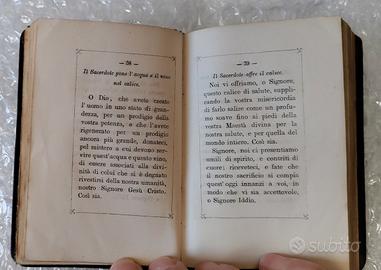 — 38 —
Il Sacerdote pone l'acqua e il vino
nel calice.
O Dio, che avete creato
l'uomo in uno stato di gran-
dezza, per un prodigio della
vostra potenza, e che l'avete
rigenerato per un prodigio
ancora più grande, donateci,
pel mistero a cui devono ser-
vire quest'acqua e questo vino,
di essere associati alla divi-
nità di colui che si è degnato
rivestirsi della nostra umanità,
nostro Signore Gesù Cristo.
Così sia.
— 39 —
Il Sacerdote offre il calice.
Noi vi offriamo, o Signore,
questo calice di salute, suppli-
cando la vostra misericordia
di farlo salire come un profumo
soave fino ai piedi della
vostra Maestà divina per
la nostra salute, e per quella del
mondo intiero. Così sia.
Signore, noi ci presentiamo
umili di spirito, e contriti di
cuore; riceveteci, e fate che
il nostro sacrificio si compia
quest'oggi innanzi a voi, in
modo che vi sia accettevole,
o Signore Iddio.
subito